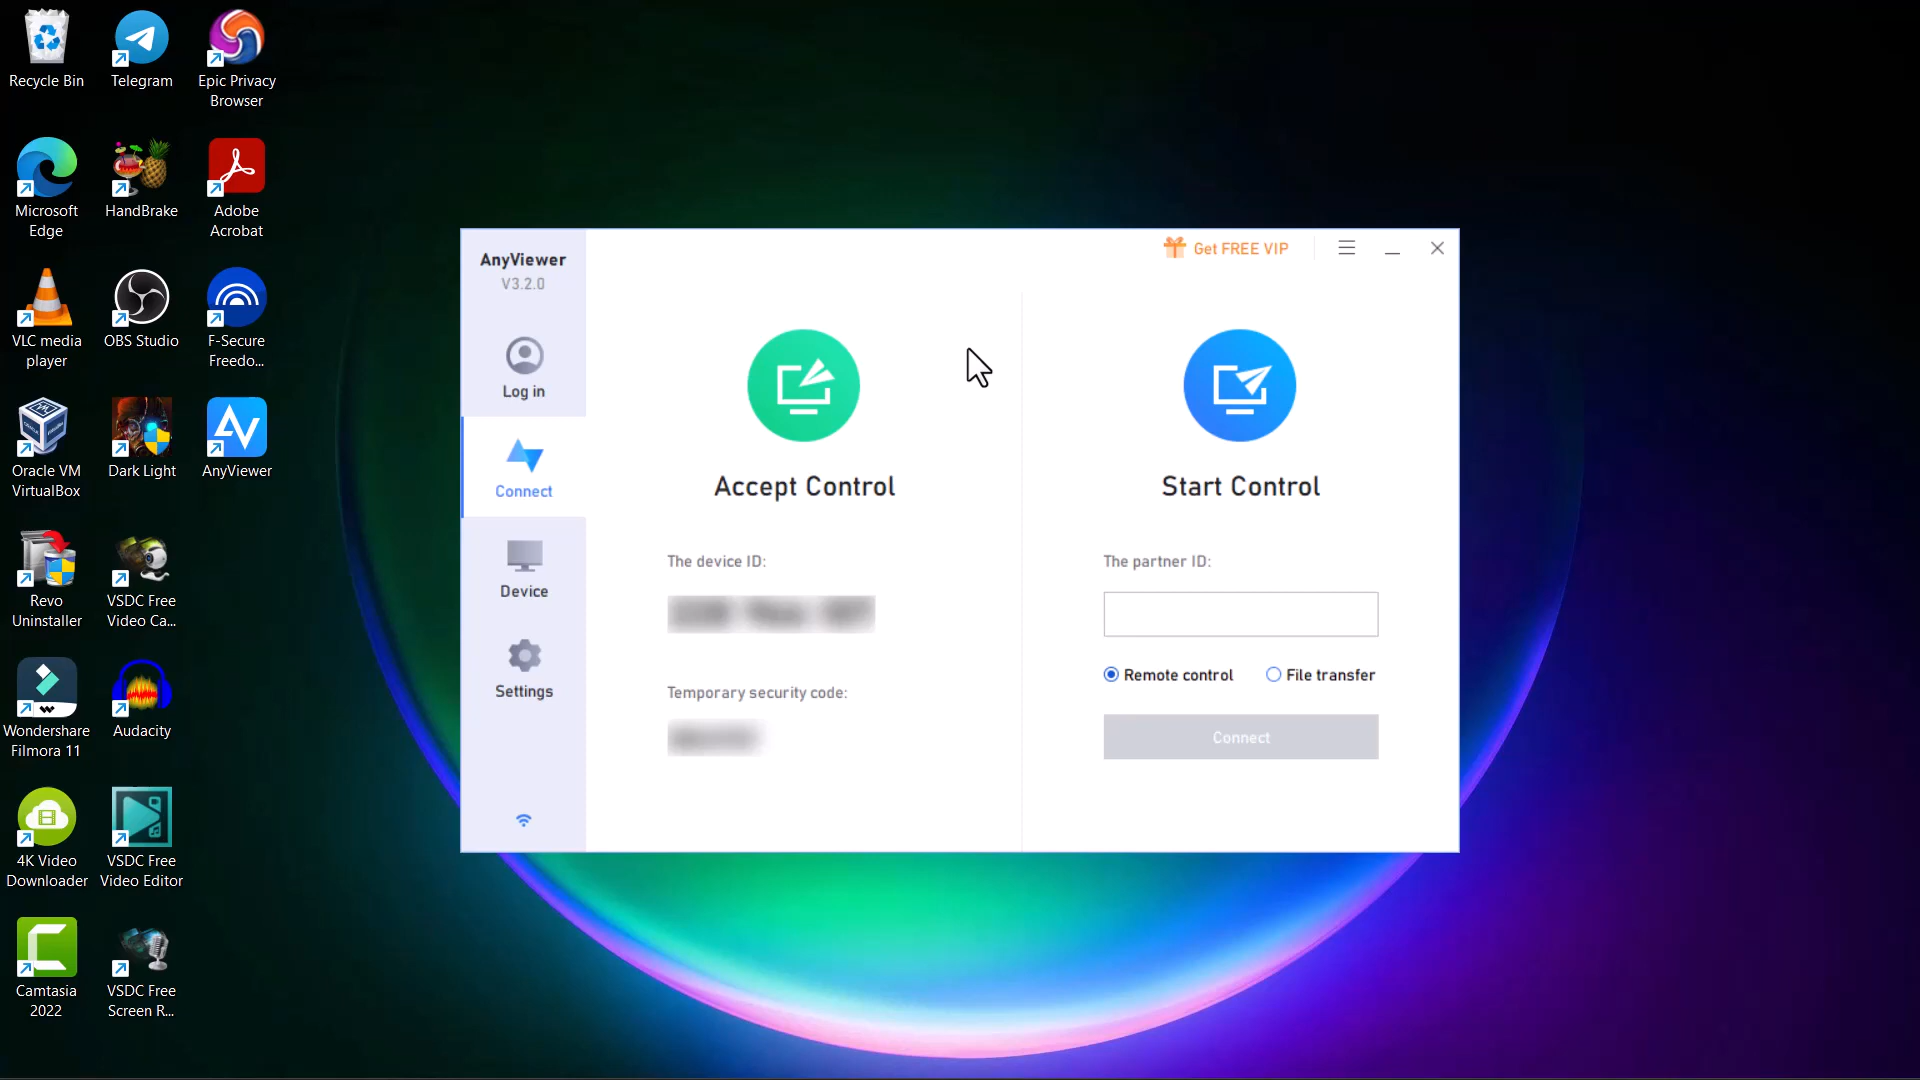 Recycle Bin
Telegram
Epic Privacy
Browser
Microsoft
Edge
HandBrake
Adobe
Acrobat
VLC media
player
OBS Studio
F-Secure
Freedo...
Oracle VM
VirtualBox
Dark Light
AnyViewer
Revo
Uninstaller
VSDC Free
Video Ca...
Wondershare
Filmora 11
Audacity
4K Video
Downloader
VSDC Free
Video Editor
Camtasia
2022
VSDC Free
Screen R...
AnyViewer
V3.2.0
Get FREE VIP
Log in
Connect
Device
Settings
Accept Control
The device ID:
Temporary security code:
Start Control
The partner ID:
Remote control
File transfer
Connect